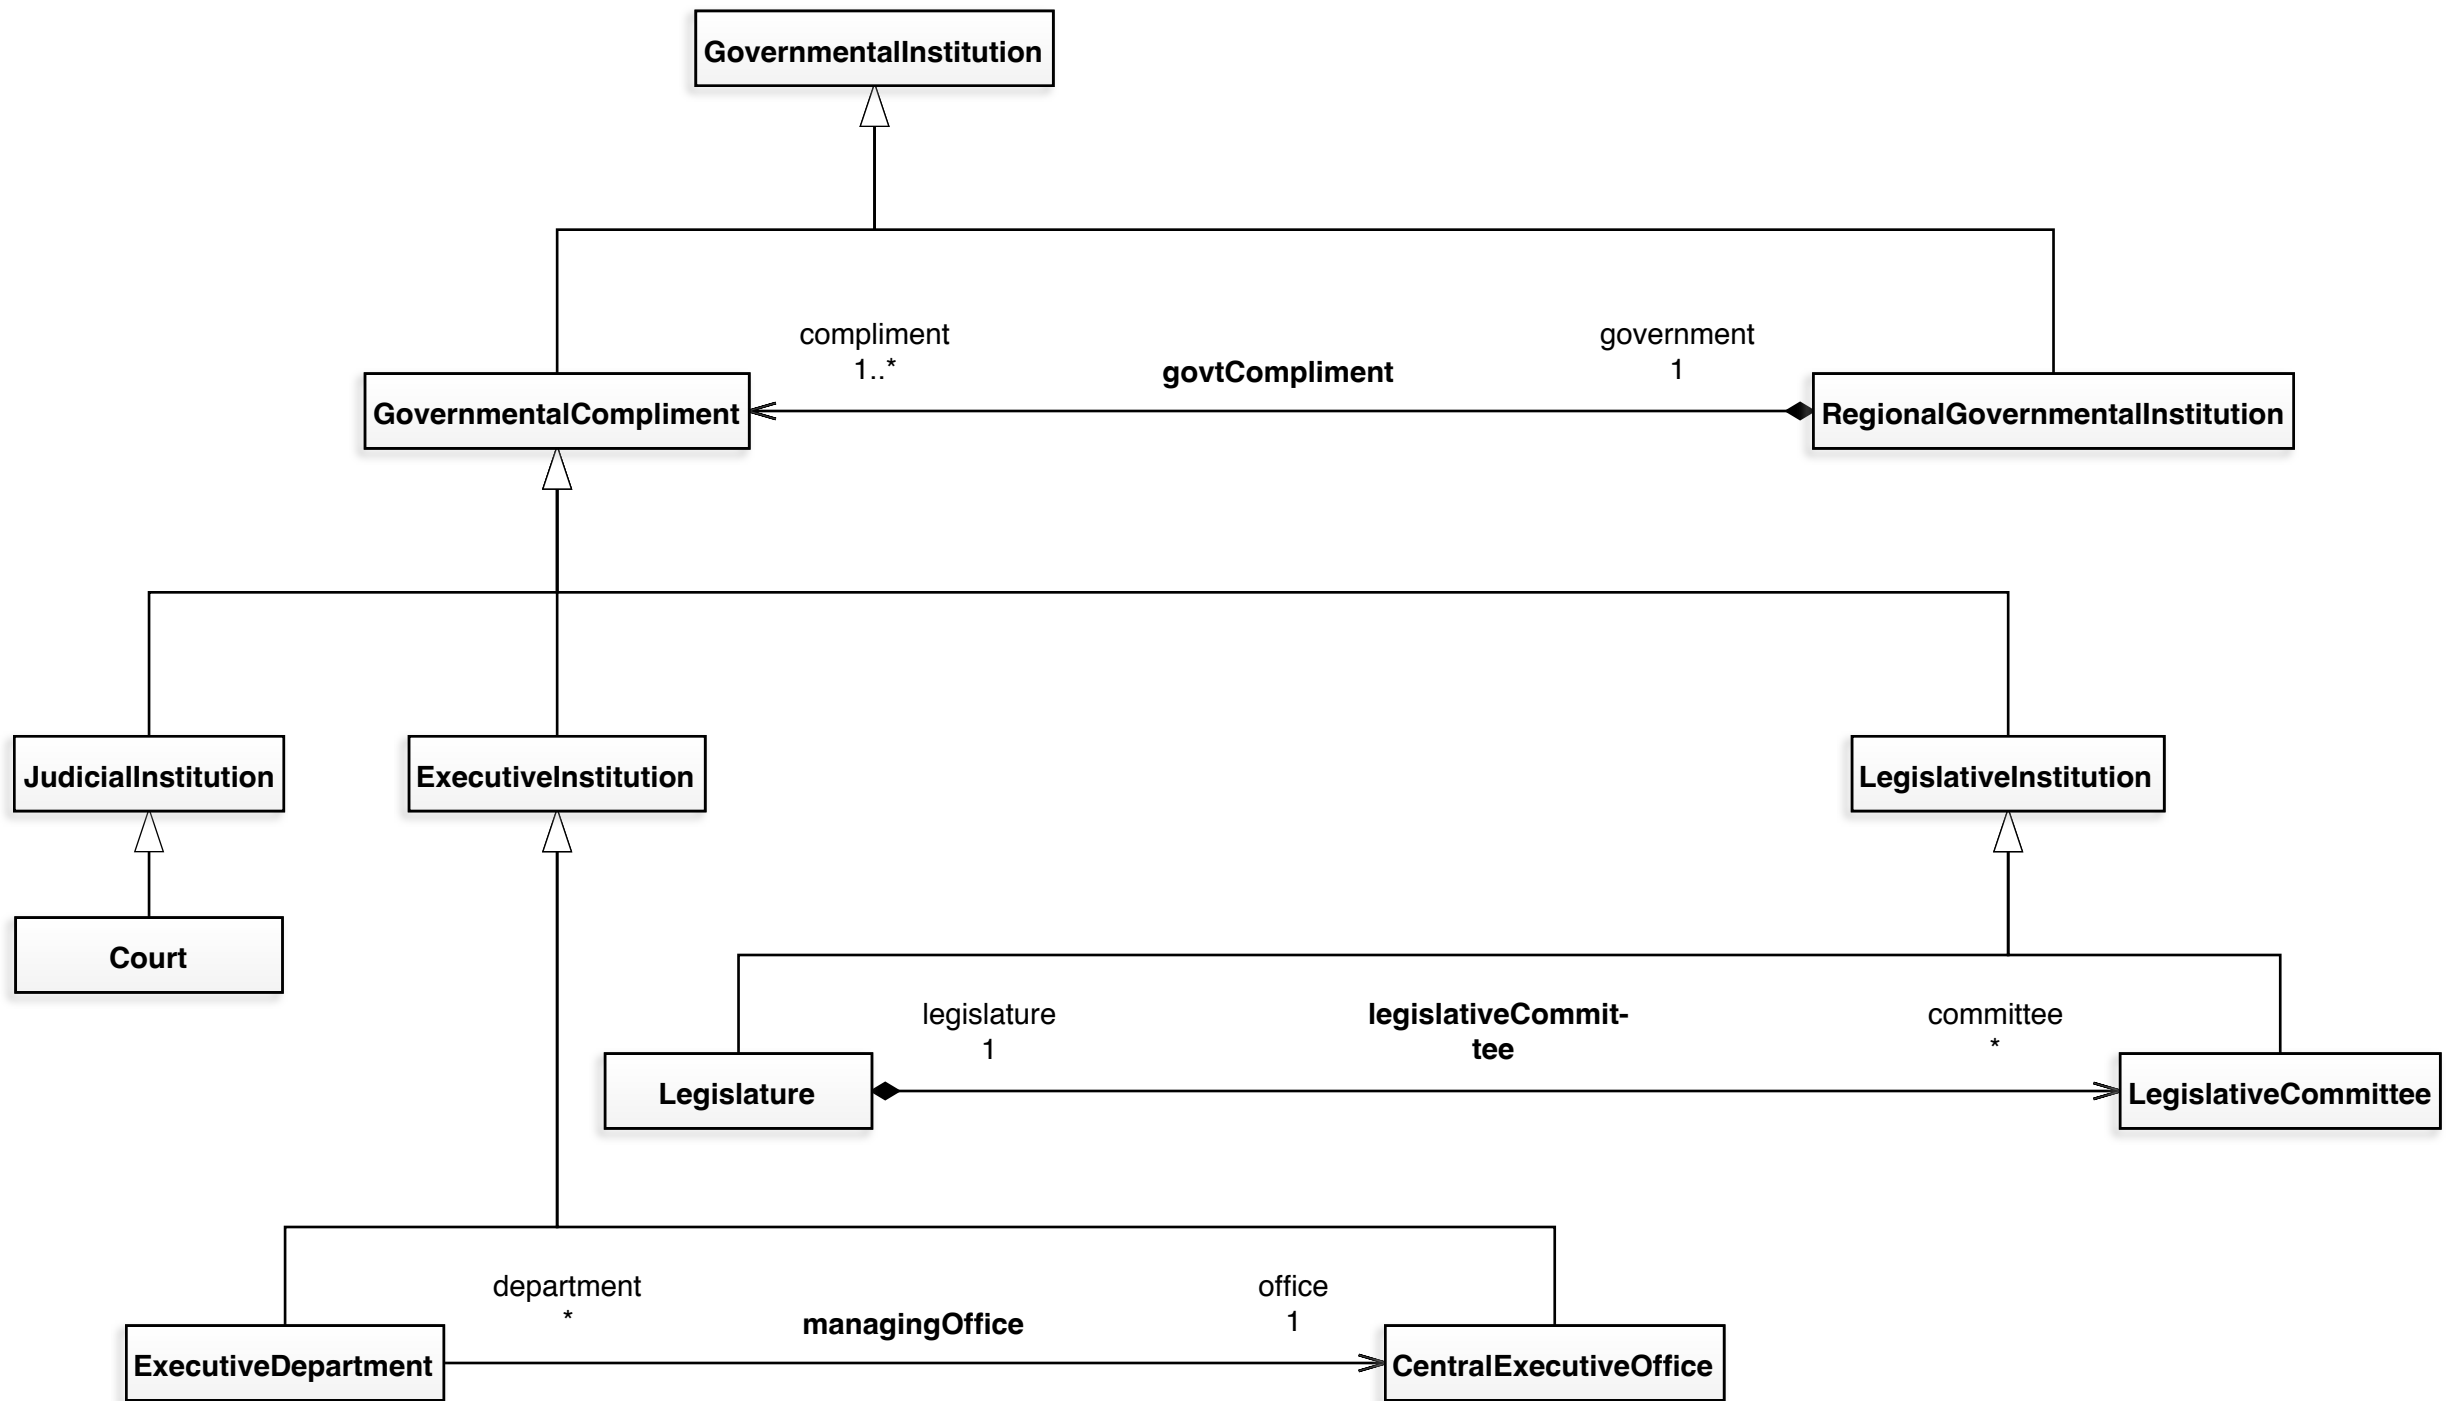 GovernmentalInstitution
compliment
1..*
govtCompliment
government
1
GovernmentalCompliment
RegionalGovernmentalInstitution
JudicialInstitution
ExecutiveInstitution
LegislativeInstitution
Court
legislature
1
legislativeCommit-
tee
committee
*
Legislature
LegislativeCommittee
department
*
managingOffice
office
1
ExecutiveDepartment
CentralExecutiveOffice